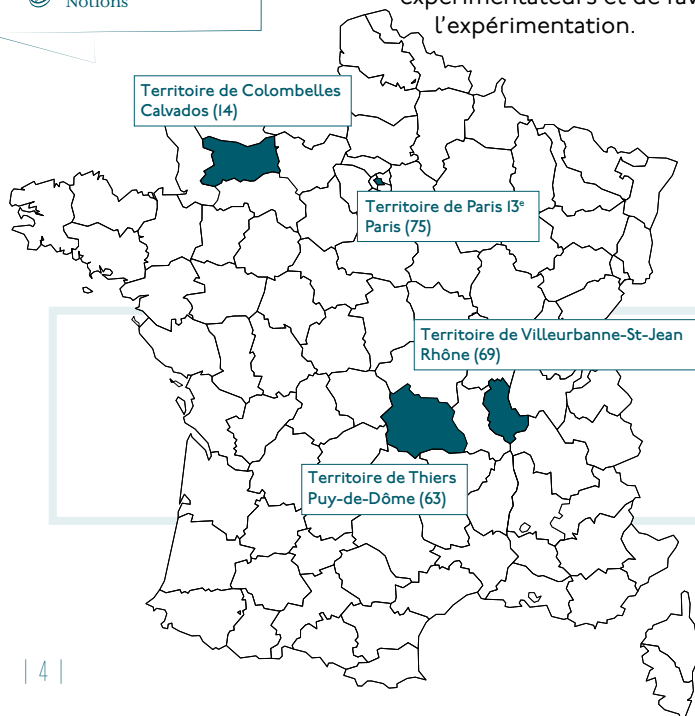 Notions
l'expérimentation.
Territoire de Colombelles
Calvados (14)
Territoire de Paris 13ᵉ
Paris (75)
Territoire de Villeurbanne-St-Jean
Rhône (69)
Territoire de Thiers
Puy-de-Dôme (63)
| 4 |